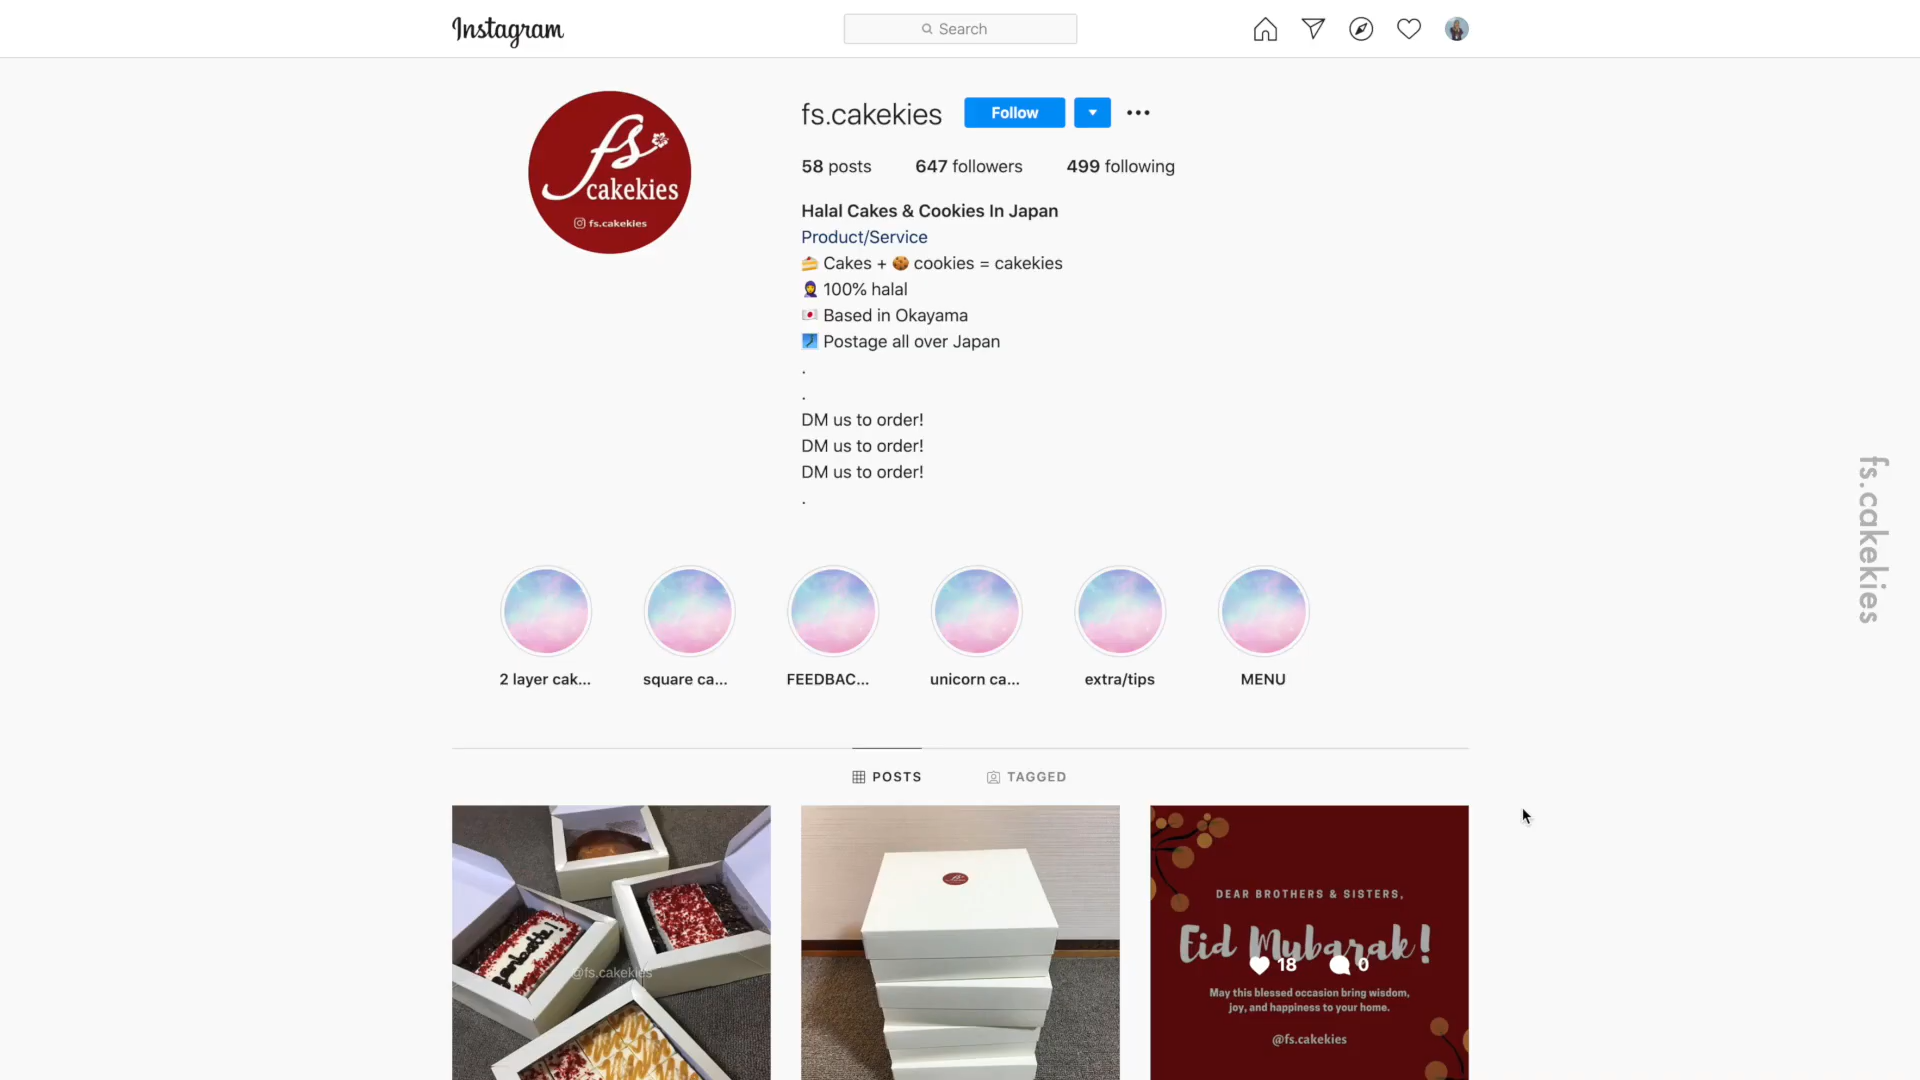 Instagram
Search
fs
cakekies
fs.cakekies
fs.cakekies
Follow
58 posts
647 followers
499 following
Halal Cakes & Cookies In Japan
Product/Service
Cakes + cookies = cakekies
100% halal
Based in Okayama
Postage all over Japan
.
.
DM us to order!
DM us to order!
DM us to order!
.
fs.cakekies
2 layer cak...
square ca...
FEEDBAC...
unicorn ca...
extra/tips
MENU
POSTS
TAGGED
@fs.cakekies
fs
DEAR BROTHERS & SISTERS,
Eid Mubarak!
18
0
May this blessed occasion bring wisdom,
joy, and happiness to your home.
@fs.cakekies